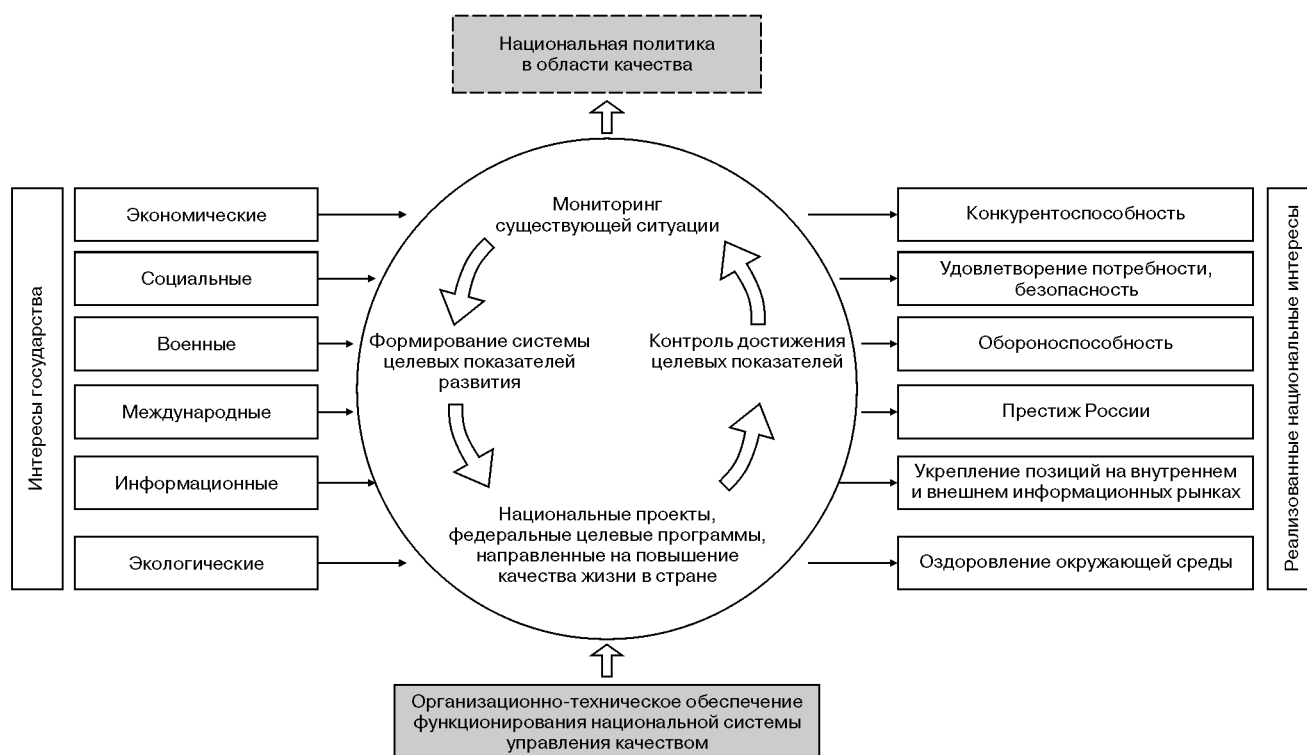 Национальная политика
в области качества
Интересы государства
Экономические
Социальные
Военные
Международные
Информационные
Экологические
Мониторинг
существующей ситуации
Формирование системы
целевых показателей
развития
Контроль достижения
целевых показателей
Национальные проекты,
федеральные целевые программы,
направленные на повышение
качества жизни в стране
Конкурентоспособность
Удовлетворение потребности,
безопасность
Обороноспособность
Престиж России
Укрепление позиций на внутреннем
и внешнем информационных рынках
Оздоровление окружающей среды
Реализованные национальные интересы
Организационно-техническое обеспечение
функционирования национальной системы
управления качеством